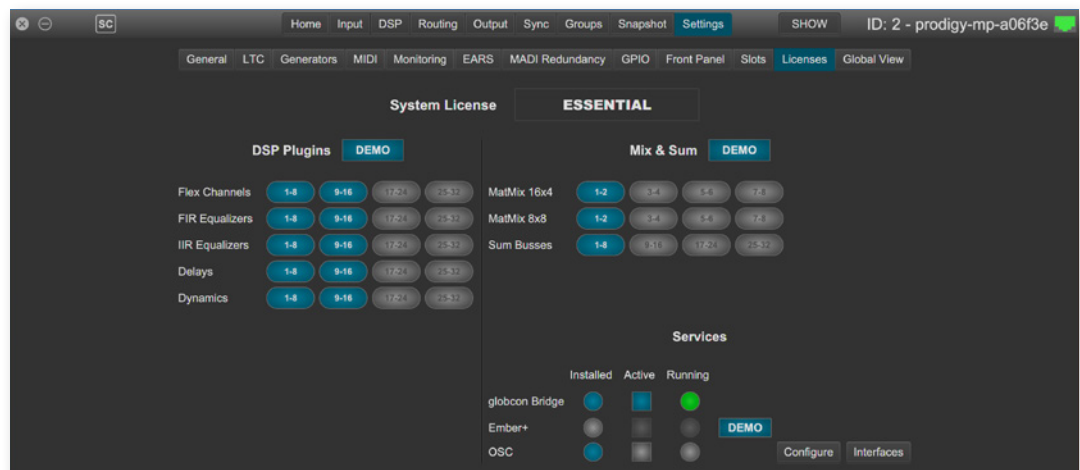 SC Home Input DSP Routing Output Sync Groups Snapshot Settings SHOW ID: 2 - prodigy-mp-a06f3e
General LTC Generators MIDI Monitoring EARS MADI Redundancy GPIO Front Panel Slots Licenses Global View
System License ESSENTIAL
DSP Plugins DEMO
Flex Channels 1-8 9-16 17-24 25-32
FIR Equalizers 1-8 9-16 17-24 25-32
IIR Equalizers 1-8 9-16 17-24 25-32
Delays 1-8 9-16 17-24 25-32
Dynamics 1-8 9-16 17-24 25-32
Mix & Sum DEMO
MatMix 16x4 1-2 3-4 5-6 7-8
MatMix 8x8 1-2 3-4 5-6 7-8
Sum Busses 1-8 9-16 17-24 25-32
Services
Installed Active Running
globcon Bridge
Ember+ DEMO
OSC Configure Interfaces